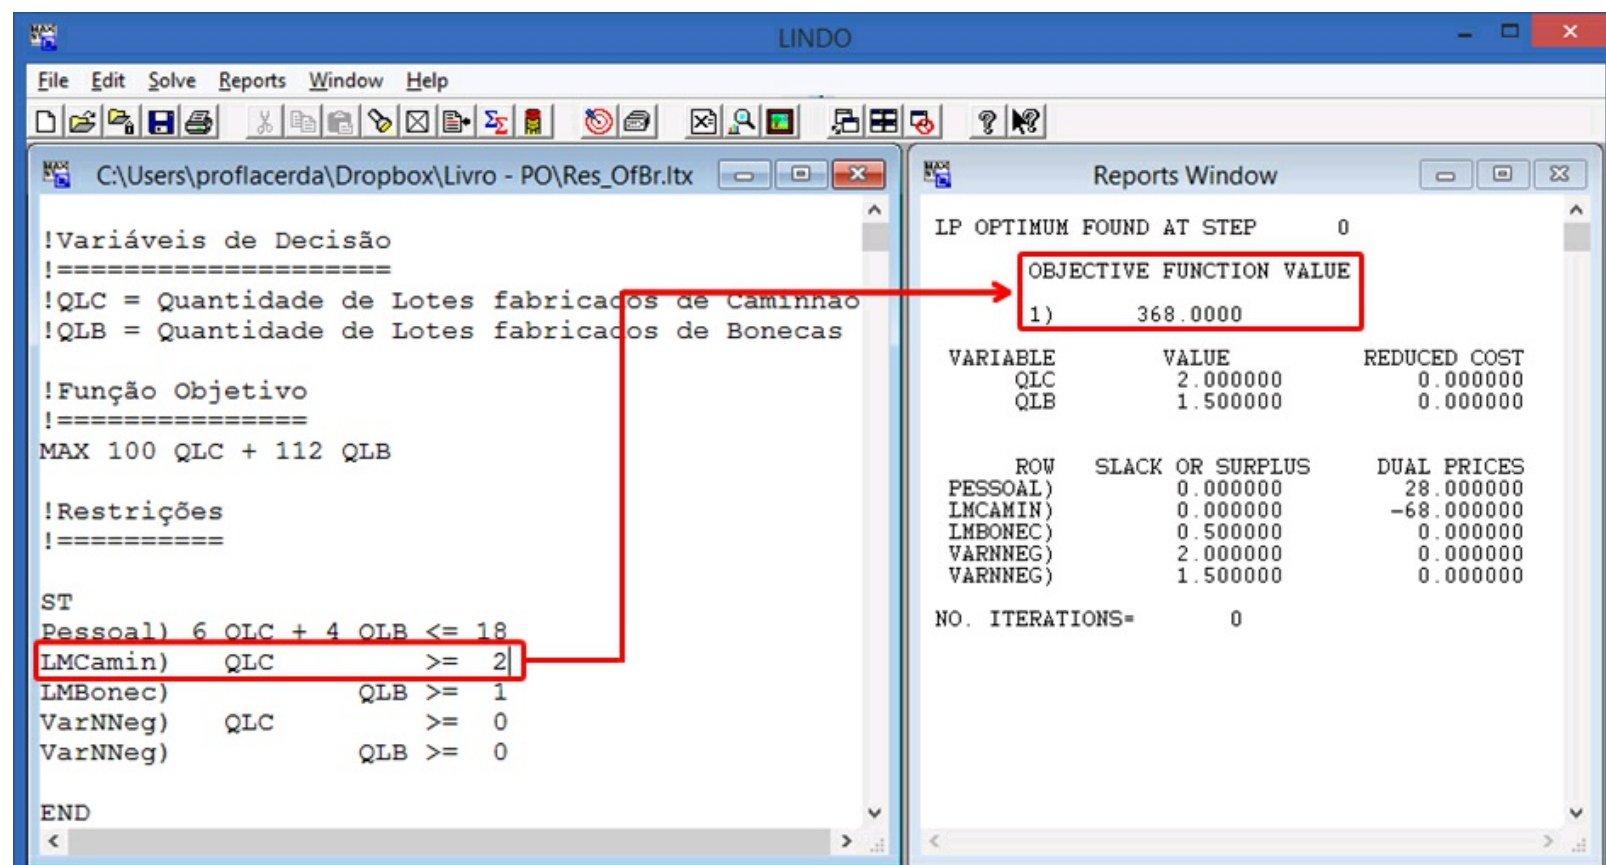 LINDO
File Edit Solve Reports Window Help
C:\Users\proflacerda\Dropbox\Livro - PO\Res_OfBr.ltx
!Variáveis de Decisão
!====================
!QLC = Quantidade de Lotes fabricados de Caminhão
!QLB = Quantidade de Lotes fabricados de Bonecas
!Função Objetivo
!===============
MAX 100 QLC + 112 QLB
!Restrições
!==========
ST
Pessoal) 6 QLC + 4 QLB <= 18
LMCamin) QLC >= 2
LMBonec) QLB >= 1
VarNNeg) QLC >= 0
VarNNeg) QLB >= 0
END
Reports Window
LP OPTIMUM FOUND AT STEP 0
OBJECTIVE FUNCTION VALUE
1) 368.0000
VARIABLE VALUE REDUCED COST
QLC 2.000000 0.000000
QLB 1.500000 0.000000
ROW SLACK OR SURPLUS DUAL PRICES
PESSOAL) 0.000000 28.000000
LMCAMIN) 0.000000 -68.000000
LMBONEC) 0.500000 0.000000
VARNNEG) 2.000000 0.000000
VARNNEG) 1.500000 0.000000
NO. ITERATIONS= 0